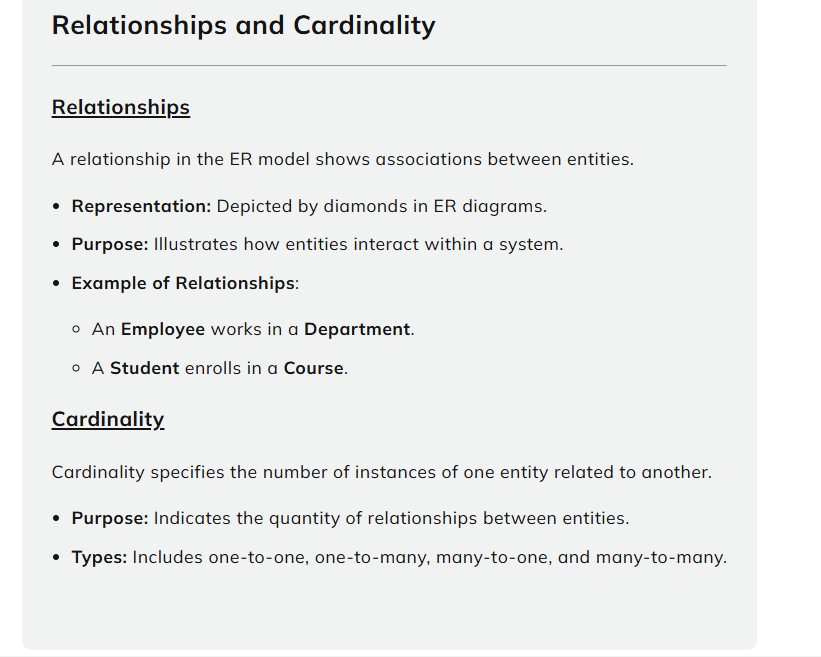 Relationships and Cardinality
Relationships
A relationship in the ER model shows associations between entities.
• Representation: Depicted by diamonds in ER diagrams.
• Purpose: Illustrates how entities interact within a system.
• Example of Relationships:
◦ An Employee works in a Department.
◦ A Student enrolls in a Course.
Cardinality
Cardinality specifies the number of instances of one entity related to another.
• Purpose: Indicates the quantity of relationships between entities.
• Types: Includes one-to-one, one-to-many, many-to-one, and many-to-many.